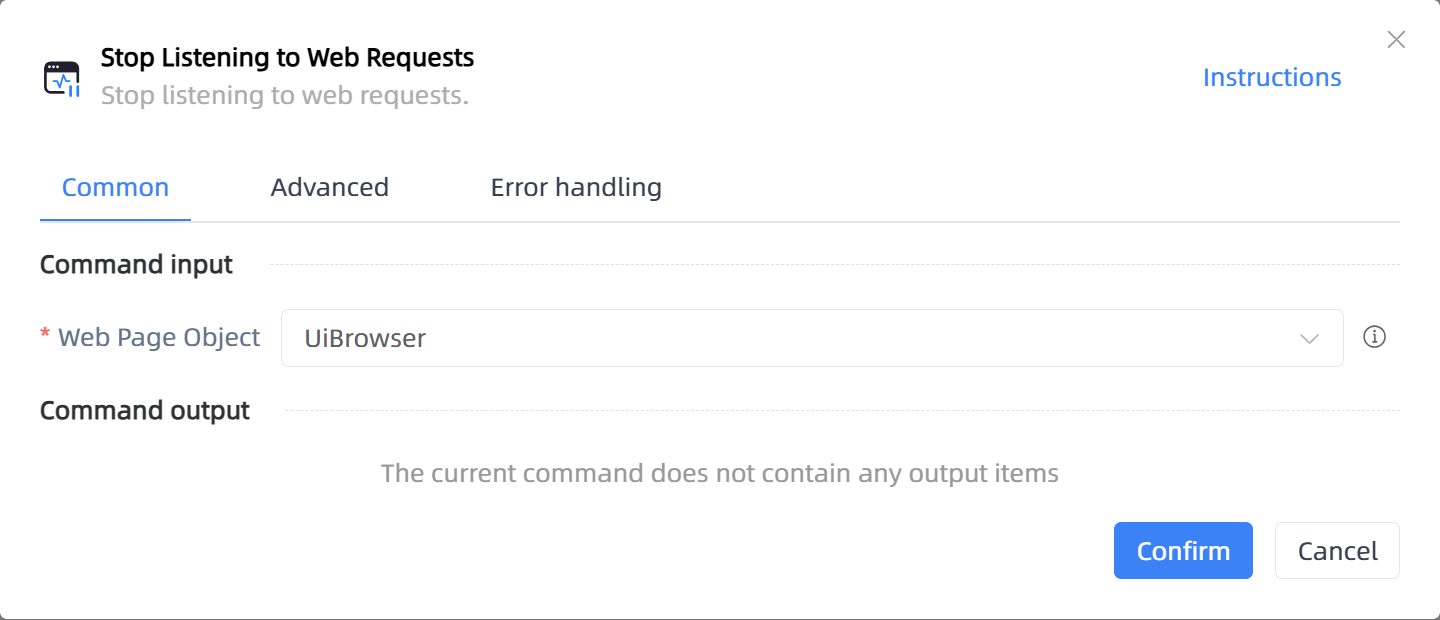 Stop Listening to Web Requests
Stop listening to web requests.
Instructions
Common Advanced Error handling
Command input
* Web Page Object UiBrowser
Command output
The current command does not contain any output items
Confirm Cancel